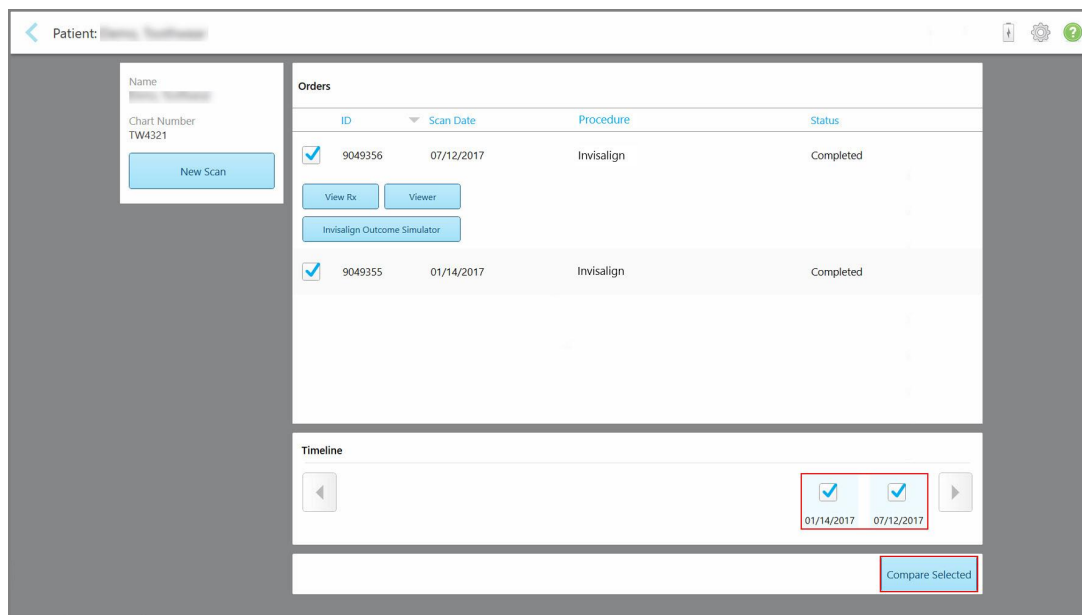 Patient:
Name
Chart Number
TW4321
New Scan
Orders
ID Scan Date Procedure Status
9049356 07/12/2017 Invisalign Completed
View Rx Viewer
Invisalign Outcome Simulator
9049355 01/14/2017 Invisalign Completed
Timeline
01/14/2017 07/12/2017
Compare Selected